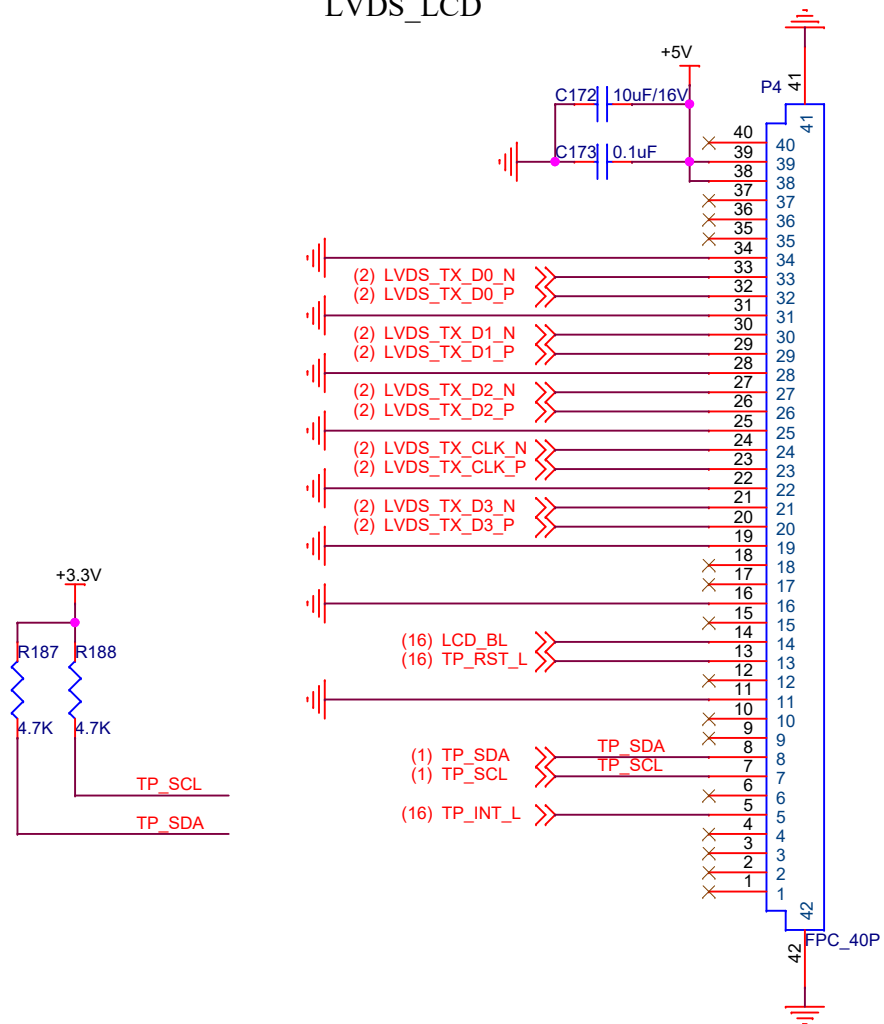 LVDS_LCD
+5V
P4
41
41
C172 10uF/16V
C173 0.1uF
40 40
39 39
38 38
37 37
36 36
35 35
34 34
(2) LVDS_TX_D0_N 33 33
(2) LVDS_TX_D0_P 32 32
31 31
(2) LVDS_TX_D1_N 30 30
(2) LVDS_TX_D1_P 29 29
28 28
(2) LVDS_TX_D2_N 27 27
(2) LVDS_TX_D2_P 26 26
25 25
(2) LVDS_TX_CLK_N 24 24
(2) LVDS_TX_CLK_P 23 23
22 22
(2) LVDS_TX_D3_N 21 21
(2) LVDS_TX_D3_P 20 20
19 19
18 18
17 17
16 16
15 15
(16) LCD_BL 14 14
(16) TP_RST_L 13 13
12 12
11 11
10 10
9 9
(1) TP_SDA TP_SDA 8 8
(1) TP_SCL TP_SCL 7 7
6 6
(16) TP_INT_L 5 5
4 4
3 3
2 2
1 1
42
42
FPC_40P
+3.3V
R187 R188
4.7K 4.7K
TP_SCL
TP_SDA